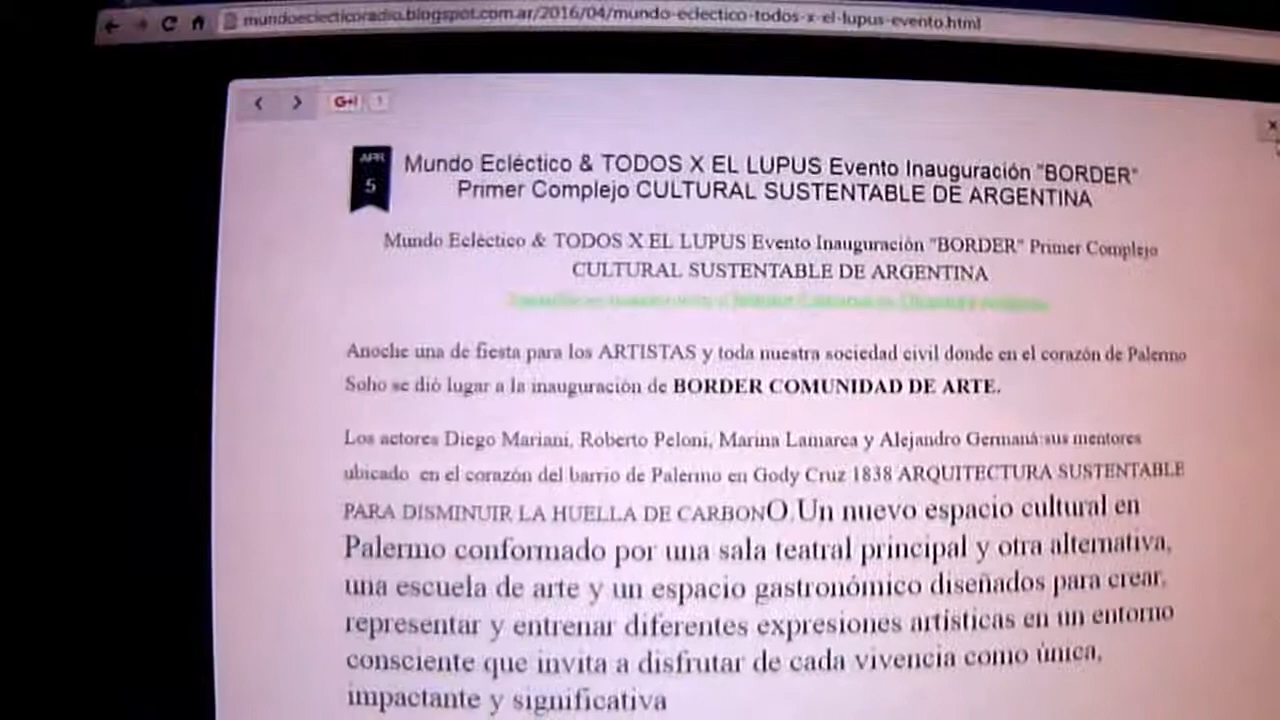 mundoeclecticoradio.blogspot.com.ar/2016/04/mundo-eclectico-todos-x-el-lupus-evento.html
G+1 1
APR
5
Mundo Ecléctico & TODOS X EL LUPUS Evento Inauguración "BORDER"
Primer Complejo CULTURAL SUSTENTABLE DE ARGENTINA
Mundo Ecléctico & TODOS X EL LUPUS Evento Inauguración "BORDER" Primer Complejo
CULTURAL SUSTENTABLE DE ARGENTINA
Anoche una de fiesta para los ARTISTAS y toda nuestra sociedad civil donde en el corazón de Palermo
Soho se dió lugar a la inauguración de BORDER COMUNIDAD DE ARTE.
Los actores Diego Mariani, Roberto Peloni, Marina Lamarca y Alejandro Germaná sus mentores
ubicado en el corazón del barrio de Palermo en Gody Cruz 1838 ARQUITECTURA SUSTENTABLE
PARA DISMINUIR LA HUELLA DE CARBONO.Un nuevo espacio cultural en
Palermo conformado por una sala teatral principal y otra alternativa,
una escuela de arte y un espacio gastronómico diseñados para crear,
representar y entrenar diferentes expresiones artísticas en un entorno
consciente que invita a disfrutar de cada vivencia como única,
impactante y significativa